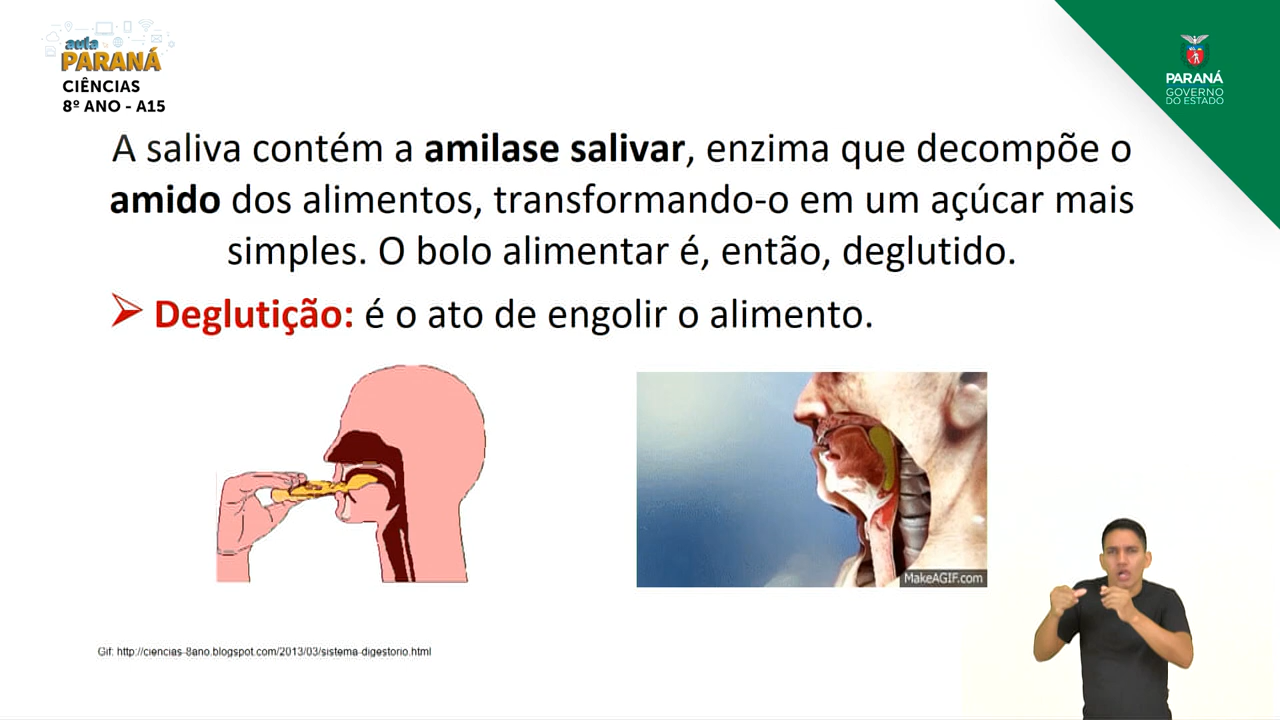 aula
PARANÁ
CIÊNCIAS
8º ANO - A15
PARANÁ
GOVERNO
DO ESTADO
A saliva contém a amilase salivar, enzima que decompõe o
amido dos alimentos, transformando-o em um açúcar mais
simples. O bolo alimentar é, então, deglutido.
Deglutição: é o ato de engolir o alimento.
MakeAGIF.com
Gif: http://ciencias-8ano.blogspot.com/2013/03/sistema-digestorio.html